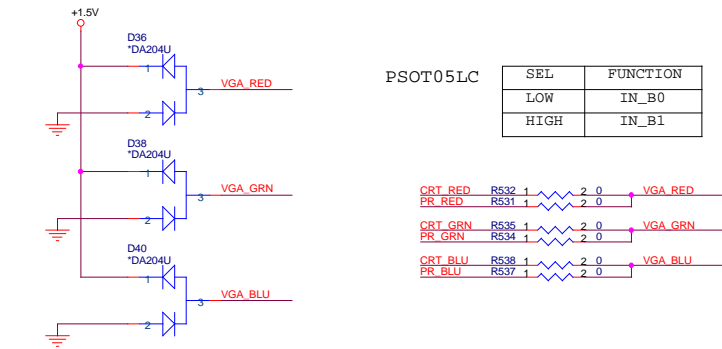 +1.5V
D36
*DA204U
1
2
3
VGA_RED
D38
*DA204U
1
2
3
VGA_GRN
D40
*DA204U
1
2
3
VGA_BLU
PSOT05LC
SEL FUNCTION
LOW IN_B0
HIGH IN_B1
CRT_RED R532 1 2 0 VGA_RED
PR_RED R531 1 2 0
CRT_GRN R535 1 2 0 VGA_GRN
PR_GRN R534 1 2 0
CRT_BLU R538 1 2 0 VGA_BLU
PR_BLU R537 1 2 0